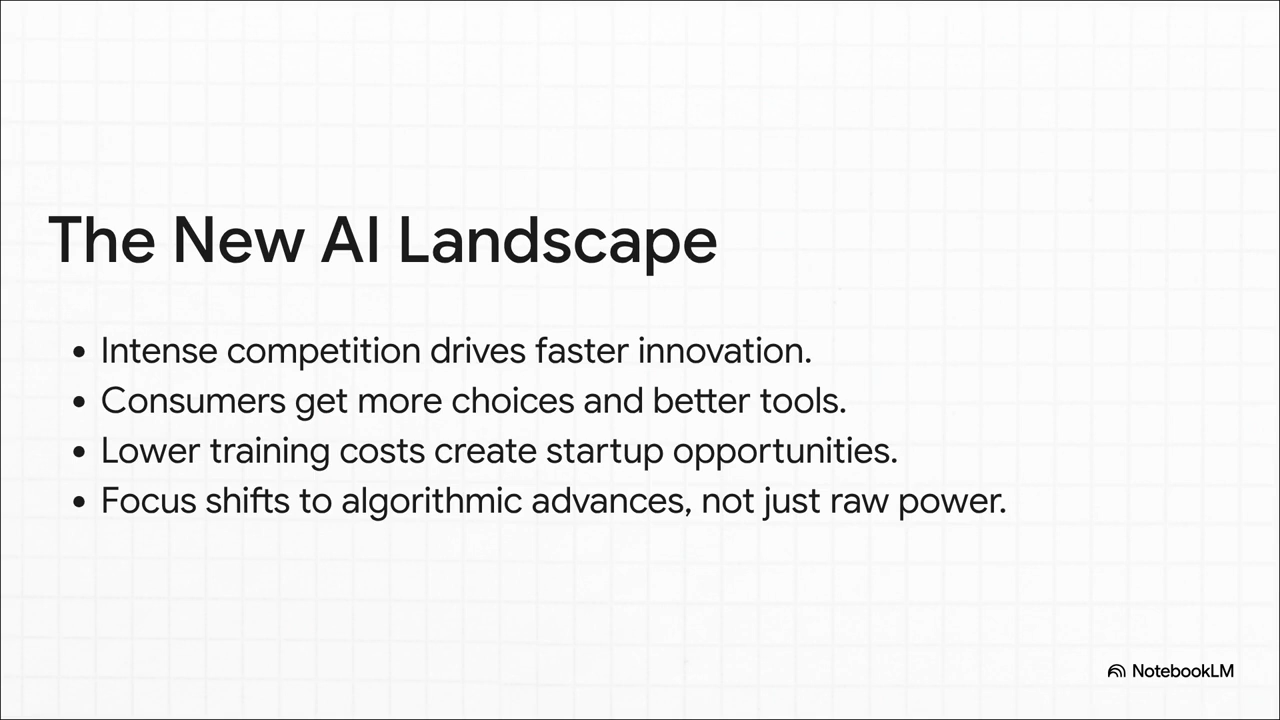 The New AI Landscape
• Intense competition drives faster innovation.
• Consumers get more choices and better tools.
• Lower training costs create startup opportunities.
• Focus shifts to algorithmic advances, not just raw power.
NotebookLM